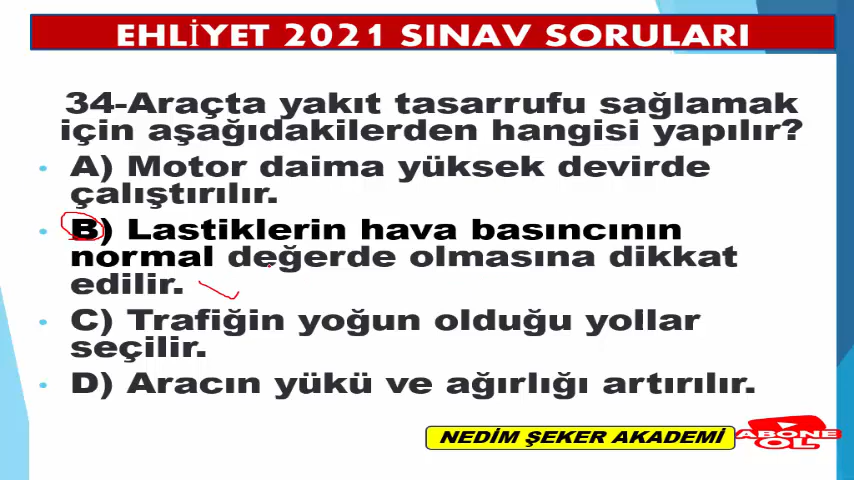 EHLİYET 2021 SINAV SORULARI
34-Araçta yakıt tasarrufu sağlamak
için aşağıdakilerden hangisi yapılır?
• A) Motor daima yüksek devirde
çalıştırılır.
• B) Lastiklerin hava basıncının
normal değerde olmasına dikkat
edilir.
• C) Trafiğin yoğun olduğu yollar
seçilir.
• D) Aracın yükü ve ağırlığı artırılır.
NEDİM ŞEKER AKADEMİ
ABONE
OL